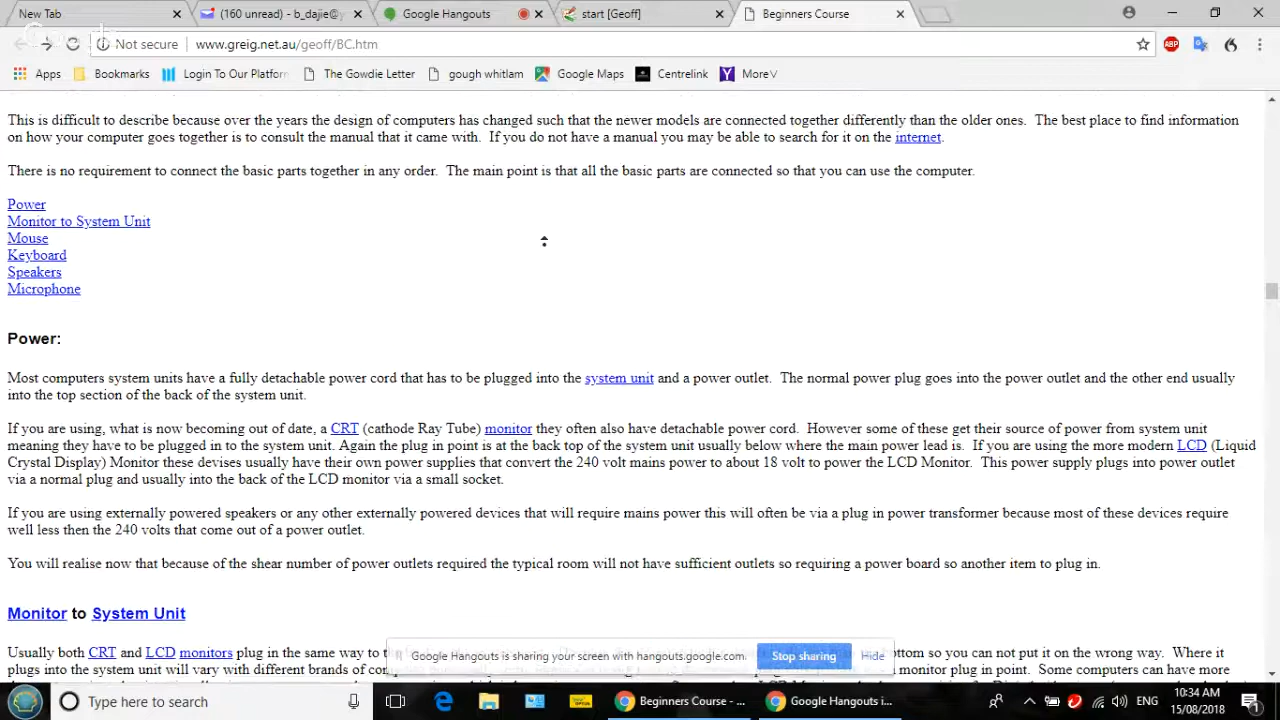 New Tab
(160 unread) - b_dajie@y
Google Hangouts
start [Geoff]
Beginners Course
Not secure
www.greig.net.au/geoff/BC.htm
Apps
Bookmarks
Login To Our Platfor
The Gowdie Letter
gough whitlam
Google Maps
Centrelink
More
This is difficult to describe because over the years the design of computers has changed such that the newer models are connected together differently than the older ones. The best place to find information
on how your computer goes together is to consult the manual that it came with. If you do not have a manual you may be able to search for it on the internet.
There is no requirement to connect the basic parts together in any order. The main point is that all the basic parts are connected so that you can use the computer.
Power
Monitor to System Unit
Mouse
Keyboard
Speakers
Microphone
Power:
Most computers system units have a fully detachable power cord that has to be plugged into the system unit and a power outlet. The normal power plug goes into the power outlet and the other end usually
into the top section of the back of the system unit.
If you are using, what is now becoming out of date, a CRT (cathode Ray Tube) monitor they often also have detachable power cord. However some of these get their source of power from system unit
meaning they have to be plugged in to the system unit. Again the plug in point is at the back top of the system unit usually below where the main power lead is. If you are using the more modern LCD (Liquid
Crystal Display) Monitor these devises usually have their own power supplies that convert the 240 volt mains power to about 18 volt to power the LCD Monitor. This power supply plugs into power outlet
via a normal plug and usually into the back of the LCD monitor via a small socket.
If you are using externally powered speakers or any other externally powered devices that will require mains power this will often be via a plug in power transformer because most of these devices require
well less then the 240 volts that come out of a power outlet.
You will realise now that because of the shear number of power outlets required the typical room will not have sufficient outlets so requiring a power board so another item to plug in.
Monitor to System Unit
Usually both CRT and LCD monitors plug in the same way to bottom so you can not put it on the wrong way. Where it
plugs into the system unit will vary with different brands of monitor plug in point. Some computers can have more
Google Hangouts is sharing your screen with hangouts.google.com.
Stop sharing
Hide
Type here to search
Beginners Course - ...
Google Hangouts i...
ENG
10:34 AM
15/08/2018